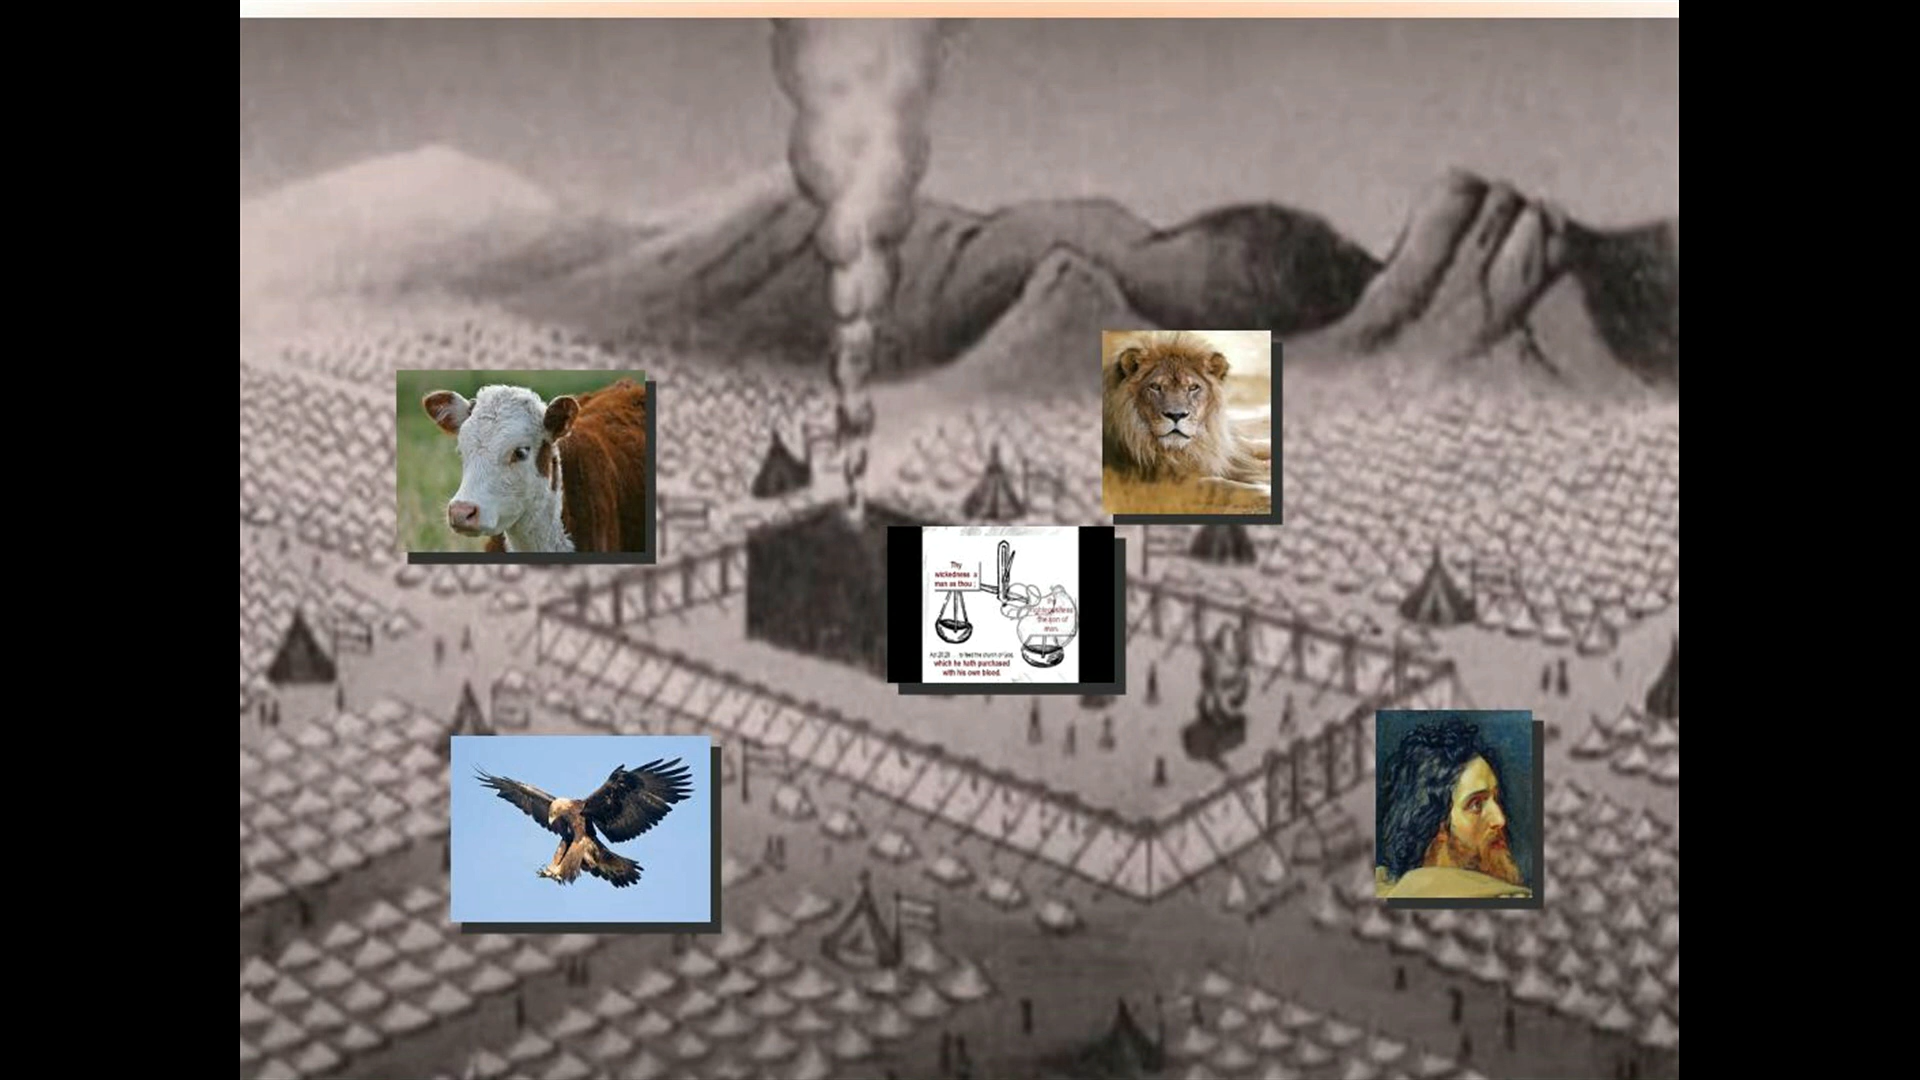 Thy
wickedness a
man as thou :
righteousness
the son of
man.
Act 20:28 ... to feed the church of God,
which he hath purchased
with his own blood.